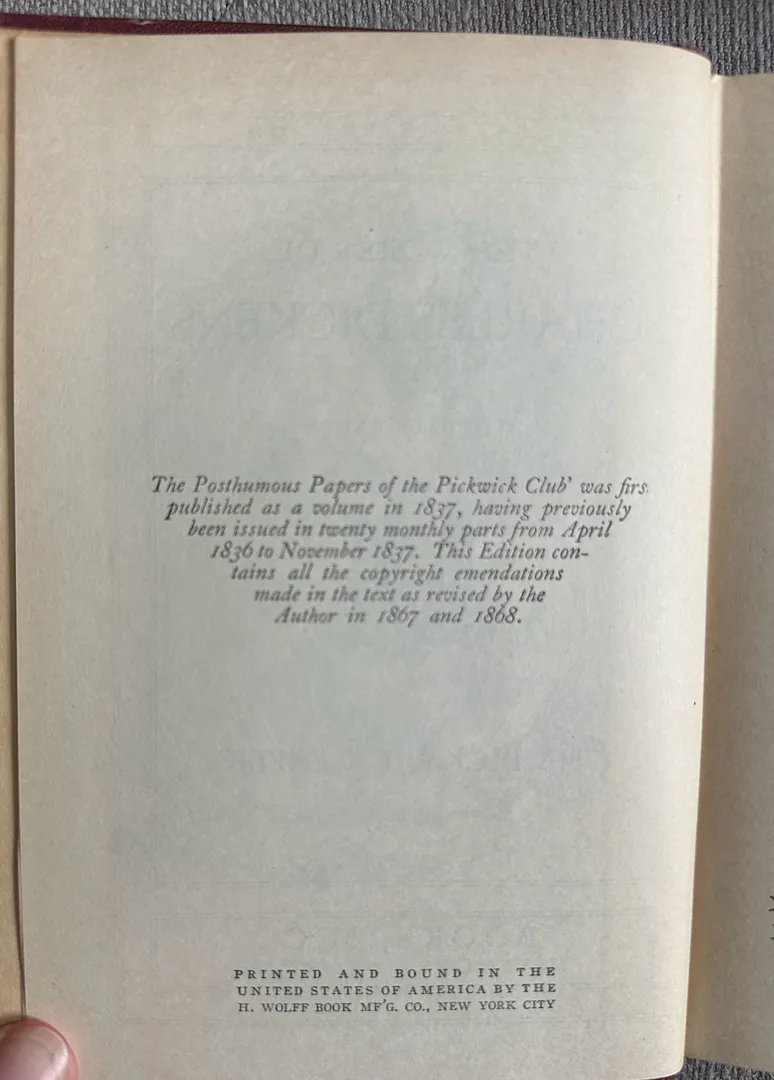 The Posthumous Papers of the Pickwick Club' was firs
published as a volume in 1837, having previously
been issued in twenty monthly parts from April
1836 to November 1837. This Edition con-
tains all the copyright emendations
made in the text as revised by the
Author in 1867 and 1868.
PRINTED AND BOUND IN THE
UNITED STATES OF AMERICA BY THE
H. WOLFF BOOK MF'G. CO., NEW YORK CITY